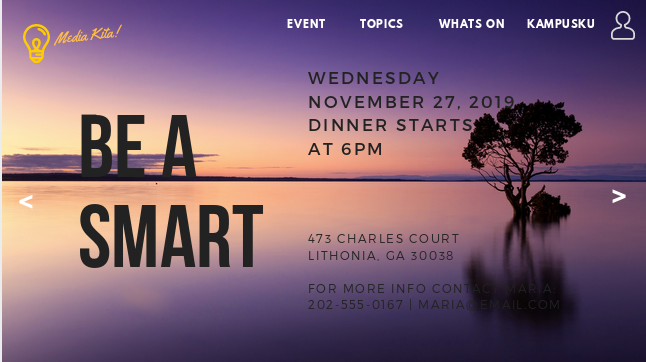 Media Kita!
EVENT TOPICS WHATS ON KAMPUSKU
WEDNESDAY
NOVEMBER 27, 2019
DINNER STARTS
AT 6PM
BE A
SMART
< >
473 CHARLES COURT
LITHONIA, GA 30038
FOR MORE INFO CONTACT MARIA:
202-555-0167 | MARIA@EMAIL.COM